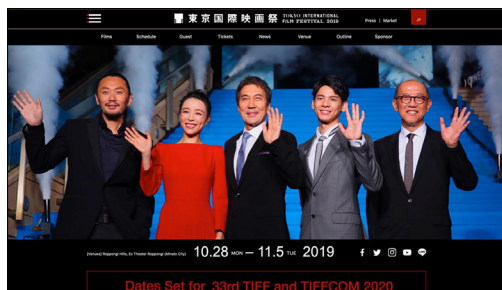 東京国際映画祭 TOKYO INTERNATIONAL
FILM FESTIVAL 2019
Press | Market
Films Schedule Guest Tickets News Venue Outline Sponsor
[Venues] Roppongi Hills, Ex Theater Roppongi (Minato City) 10.28 MON — 11.5 TUE 2019
Dates Set for 33rd TIFF and TIFFCOM 2020